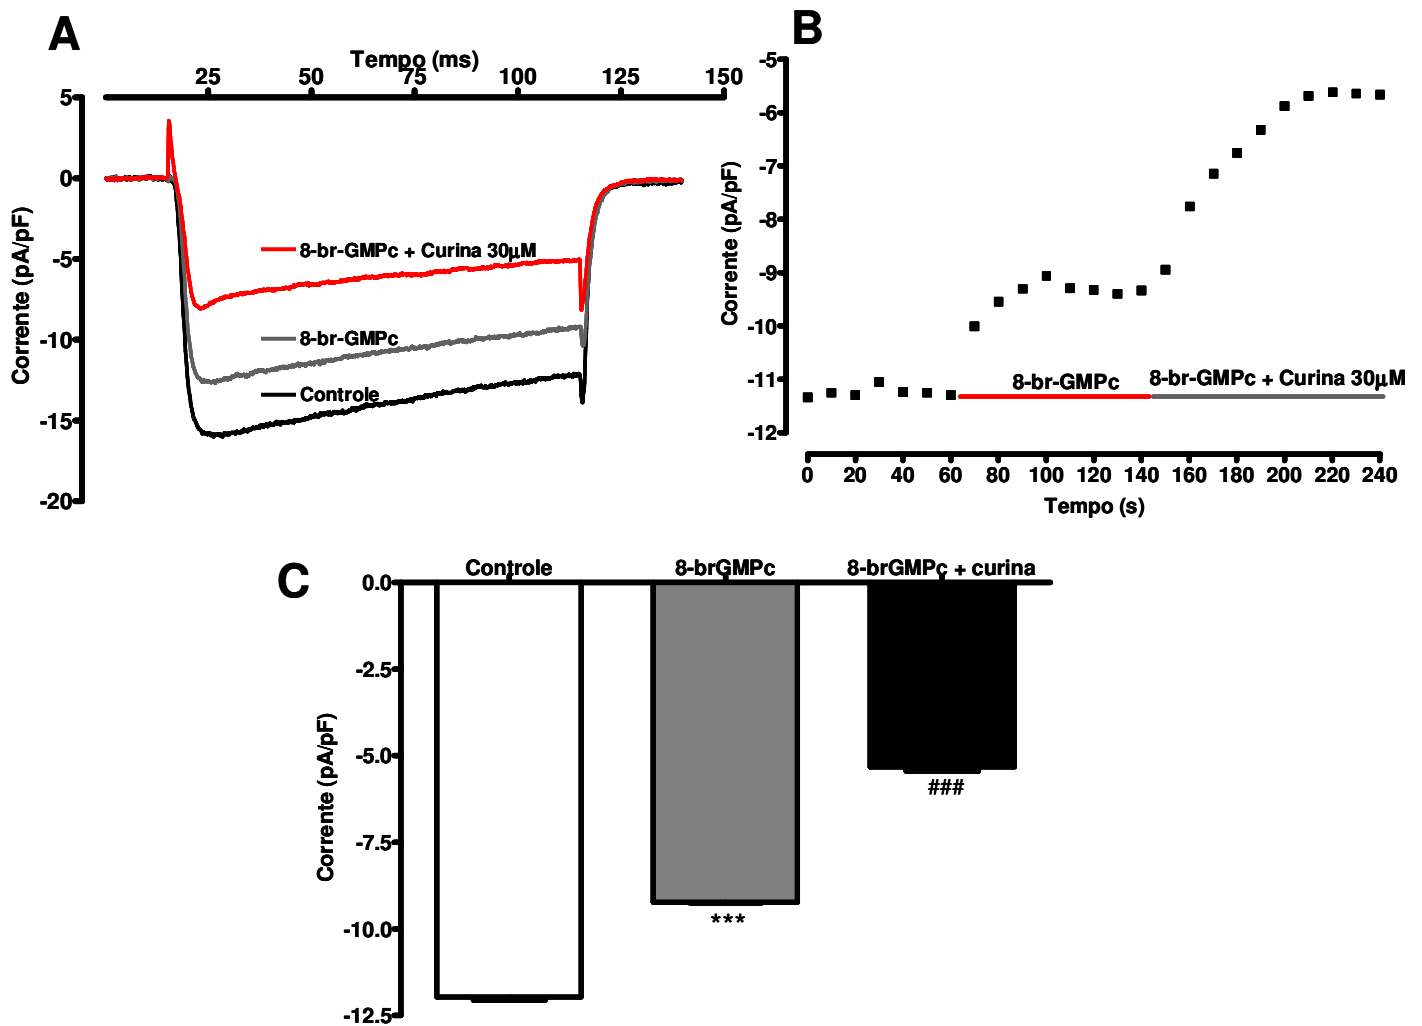 A
Tempo (ms)
25 50 75 100 125 150
5
0
-5
-10
-15
-20
Corrente (pA/pF)
8-br-GMPc + Curina 30µM
8-br-GMPc
Controle
B
-5
-6
-7
-8
-9
-10
-11
-12
Corrente (pA/pF)
8-br-GMPc 8-br-GMPc + Curina 30µM
0 20 40 60 80 100 120 140 160 180 200 220 240
Tempo (s)
C
Controle 8-brGMPc 8-brGMPc + curina
0.0
-2.5
-5.0
-7.5
-10.0
-12.5
Corrente (pA/pF)
###
***